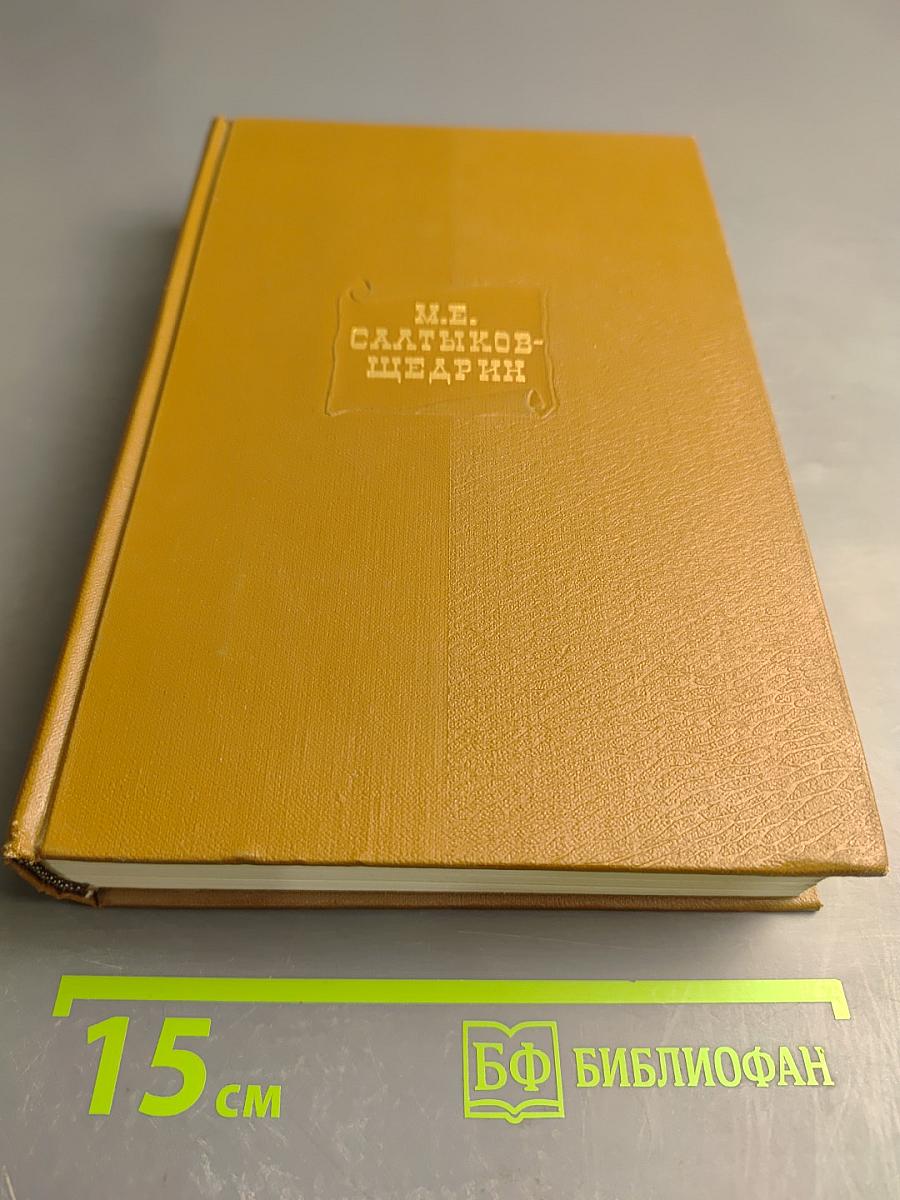 М.Е.
САЛТЫКОВ-
ЩЕДРИН
15 см
БФ БИБЛИОФАН